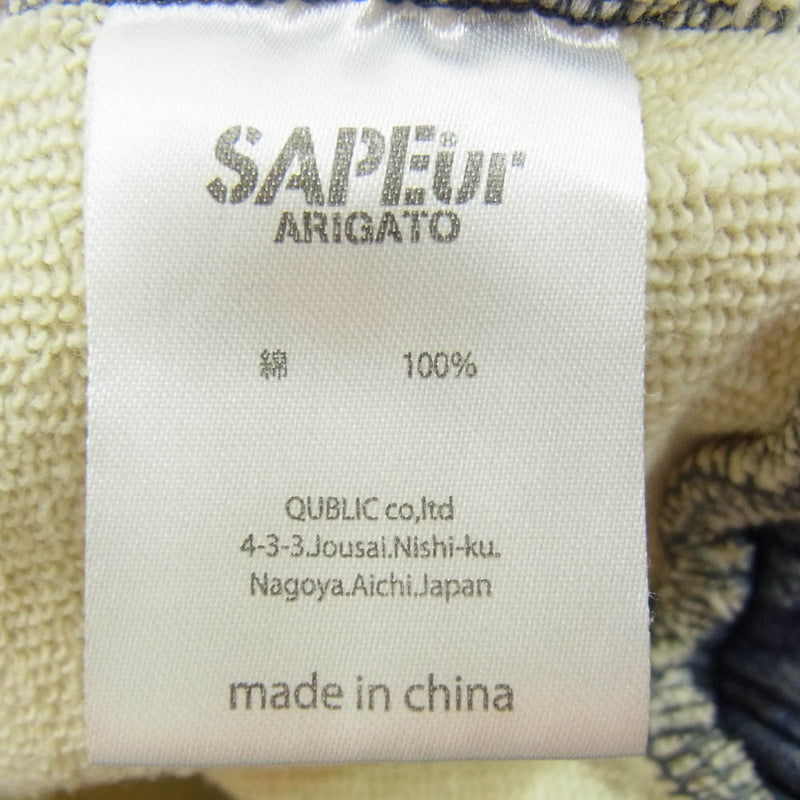 SAPEur®
ARIGATO
綿 100%
QUBLIC co,ltd
4-3-3.Jousai.Nishi-ku.
Nagoya.Aichi.Japan
made in china